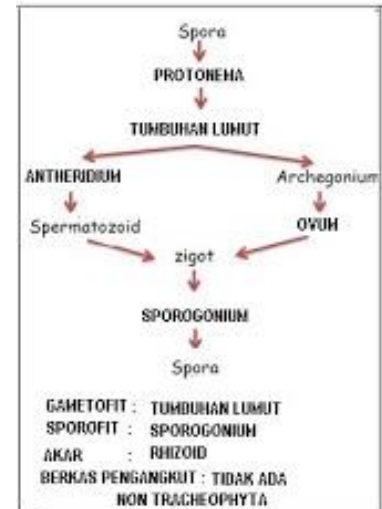 Spora
PROTONEMA
TUMBUHAN LUMUT
ANTHERIDIUM Archegonium
Spermatozoid OVUM
zigot
SPOROGONIUM
Spora
GAMETOFIT : TUMBUHAN LUMUT
SPOROFIT : SPOROGONIUM
AKAR : RHIZOID
BERKAS PENGANGKUT : TIDAK ADA
NON TRACHEOPHYTA